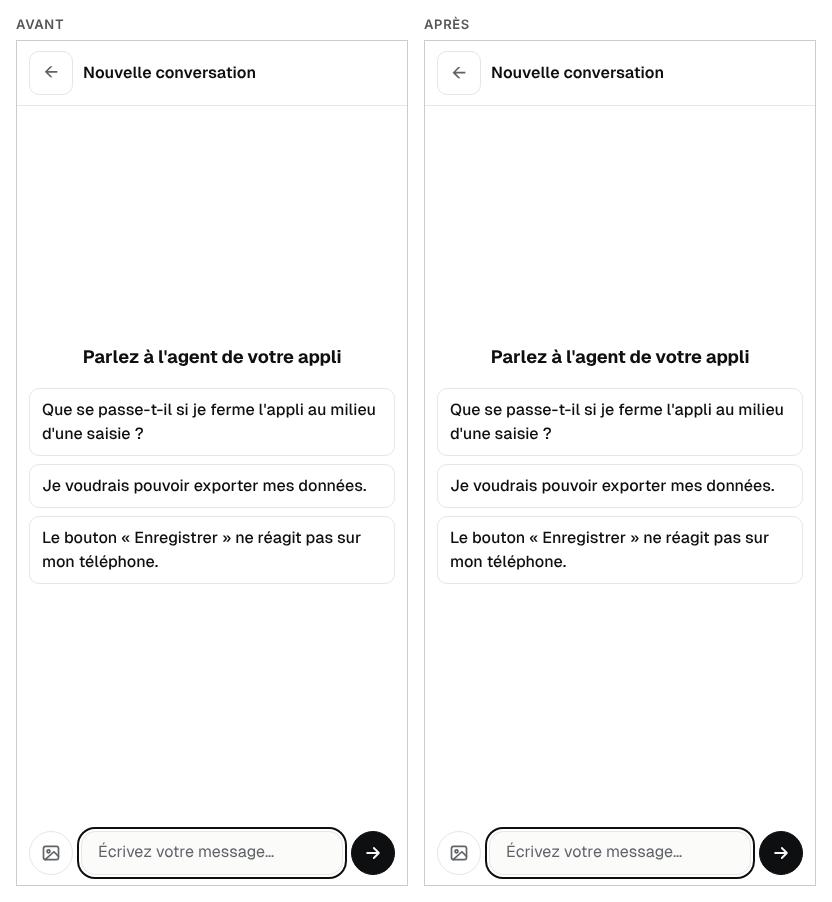 AVANT
Nouvelle conversation
Parlez à l'agent de votre appli
Que se passe-t-il si je ferme l'appli au milieu
d'une saisie ?
Je voudrais pouvoir exporter mes données.
Le bouton « Enregistrer » ne réagit pas sur
mon téléphone.
Écrivez votre message...
APRÈS
Nouvelle conversation
Parlez à l'agent de votre appli
Que se passe-t-il si je ferme l'appli au milieu
d'une saisie ?
Je voudrais pouvoir exporter mes données.
Le bouton « Enregistrer » ne réagit pas sur
mon téléphone.
Écrivez votre message...